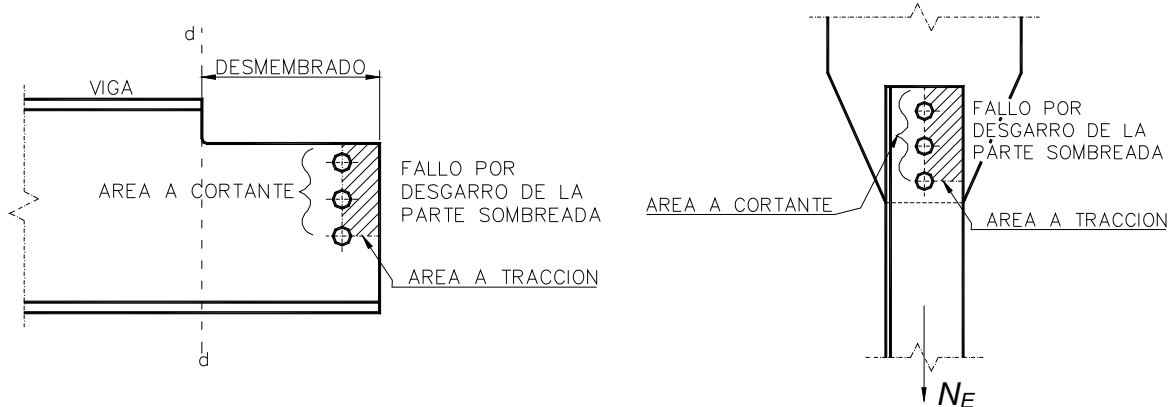 d
DESMEMBRADO
VIGA
AREA A CORTANTE
FALLO POR
DESGARRO DE LA
PARTE SOMBREADA
AREA A TRACCION
d
FALLO POR
DESGARRO DE LA
PARTE SOMBREADA
AREA A CORTANTE
AREA A TRACCION
NE